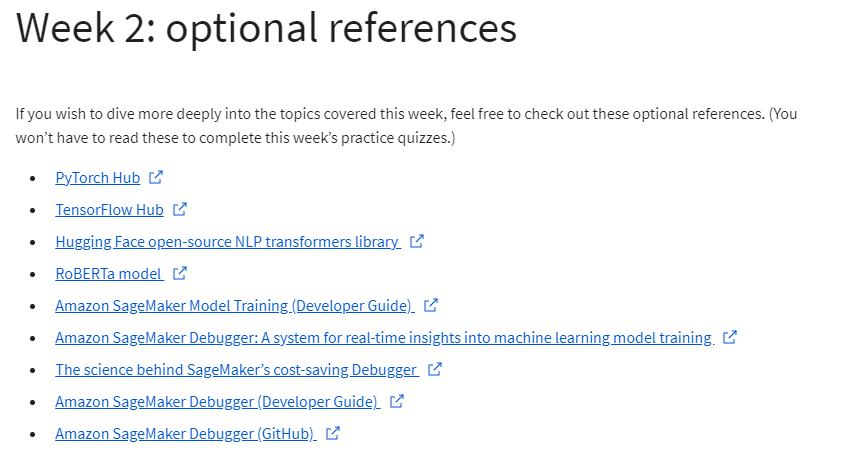 Week 2: optional references
If you wish to dive more deeply into the topics covered this week, feel free to check out these optional references. (You
won't have to read these to complete this week's practice quizzes.)
PyTorch Hub
TensorFlow Hub
Hugging Face open-source NLP transformers library
RoBERTa model
Amazon SageMaker Model Training (Developer Guide)
Amazon SageMaker Debugger: A system for real-time insights into machine learning model training
The science behind SageMaker's cost-saving Debugger
Amazon SageMaker Debugger (Developer Guide)
Amazon SageMaker Debugger (GitHub)